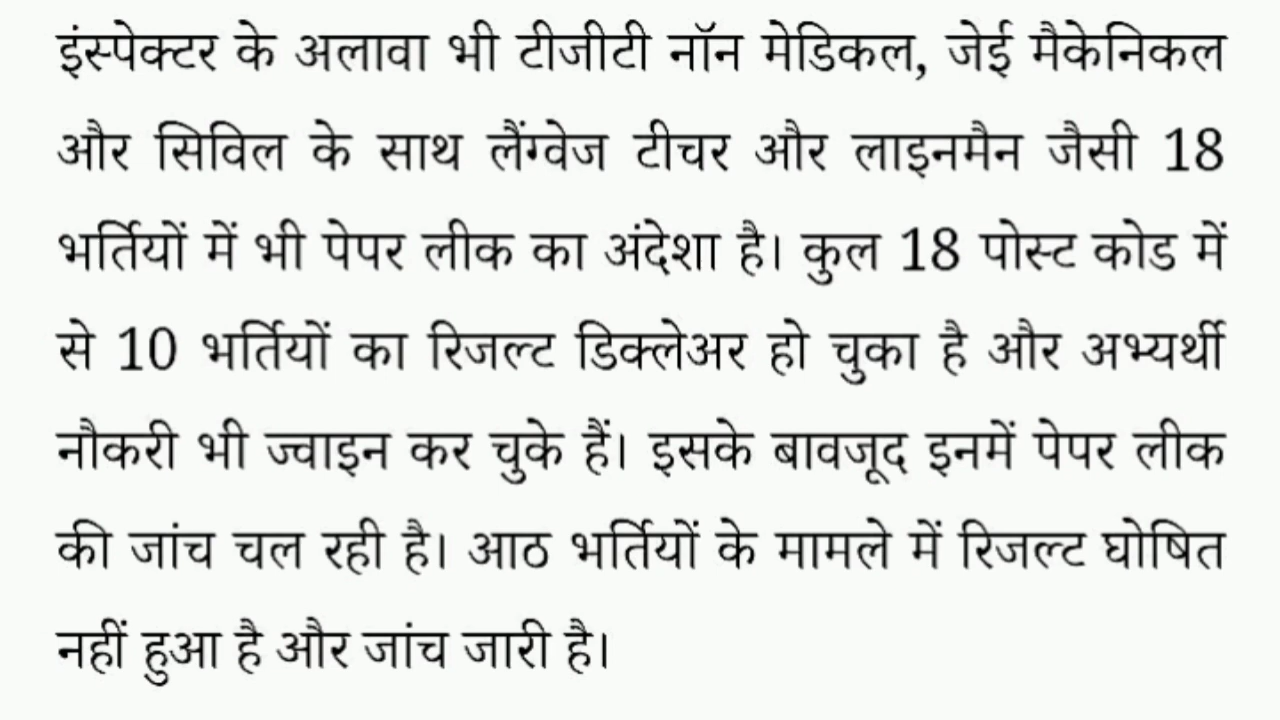 इंस्पेक्टर के अलावा भी टीजीटी नॉन मेडिकल, जेई मैकेनिकल
और सिविल के साथ लैंग्वेज टीचर और लाइनमैन जैसी 18
भर्तियों में भी पेपर लीक का अंदेशा है। कुल 18 पोस्ट कोड में
से 10 भर्तियों का रिजल्ट डिक्लेअर हो चुका है और अभ्यर्थी
नौकरी भी ज्वाइन कर चुके हैं। इसके बावजूद इनमें पेपर लीक
की जांच चल रही है। आठ भर्तियों के मामले में रिजल्ट घोषित
नहीं हुआ है और जांच जारी है।